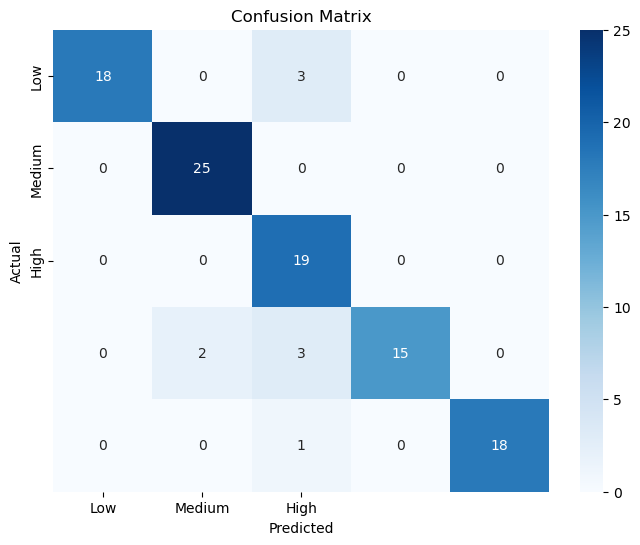 Confusion Matrix
Low 18 0 3 0 0 25
Medium 0 25 0 0 0 20
Actual
High 0 0 19 0 0 15
10
0 2 3 15 0 5
0 0 1 0 18 0
Low Medium High
Predicted